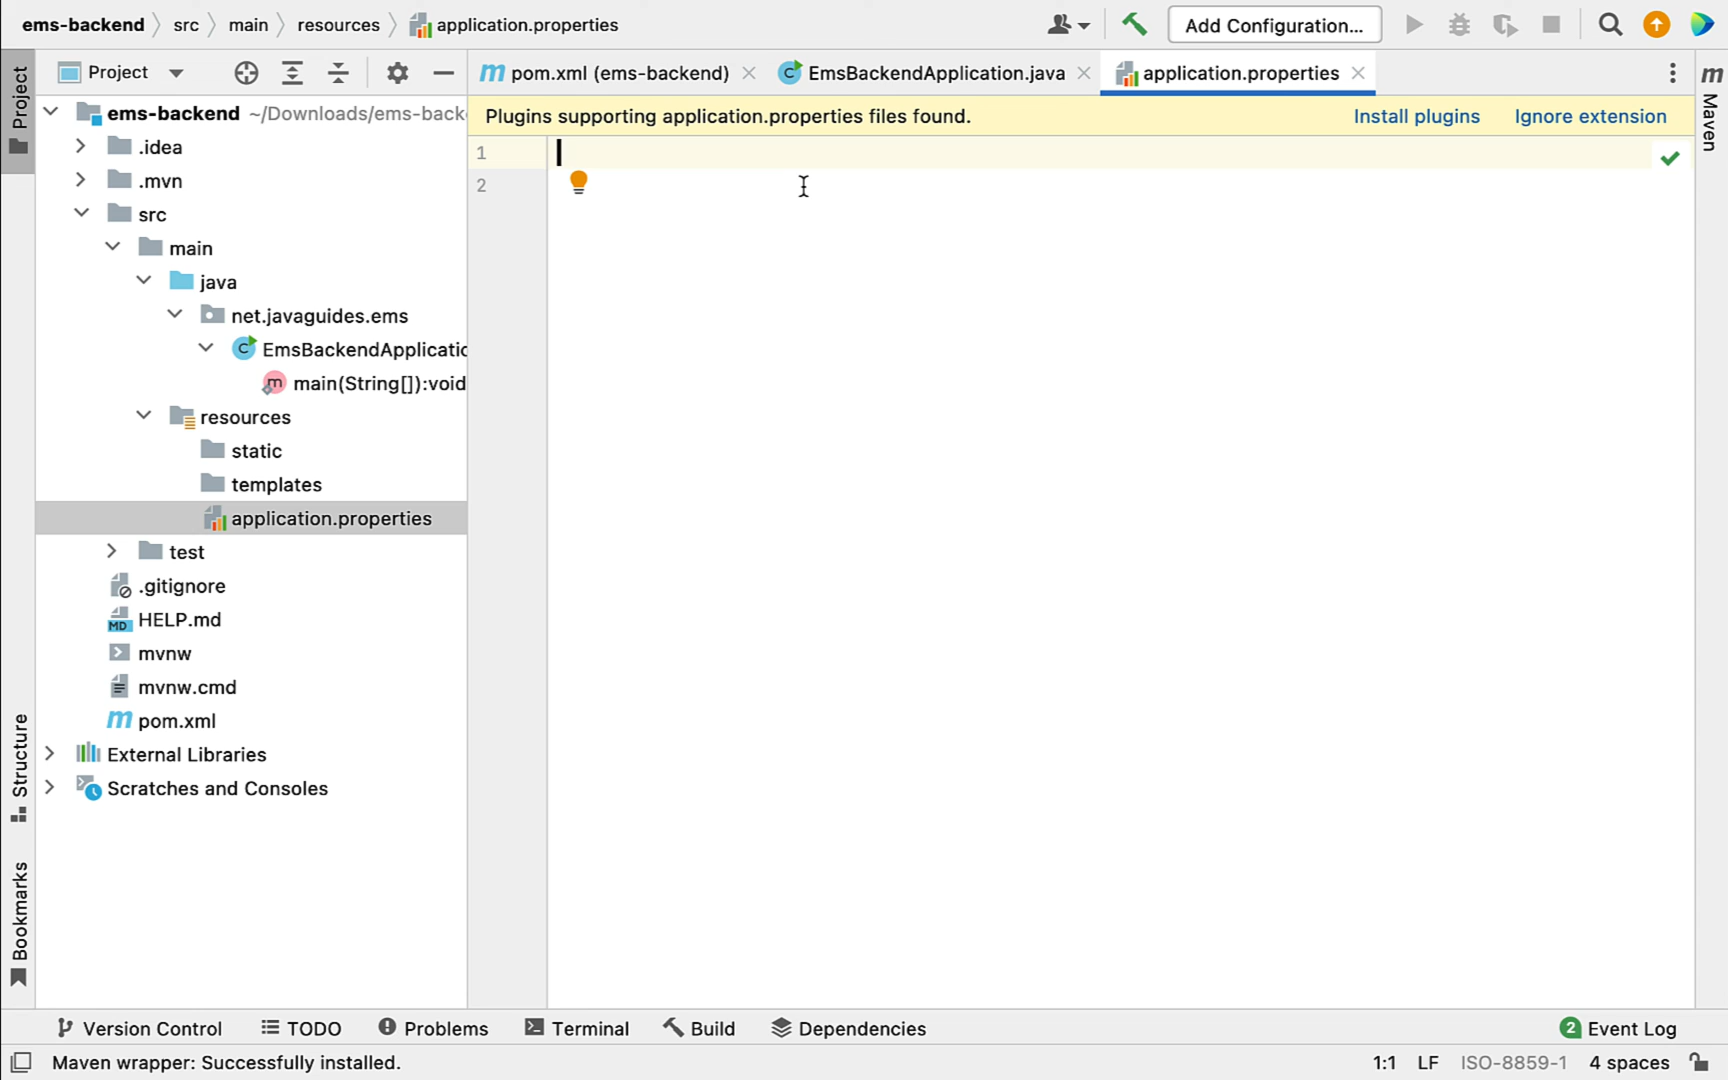 ems-backend src main resources application.properties Add Configuration...
Project Project pom.xml (ems-backend) EmsBackendApplication.java application.properties Maven
Plugins supporting application.properties files found. Install plugins Ignore extension
ems-backend ~/Downloads/ems-back
.idea
.mvn
src
main
java
net.javaguides.ems
EmsBackendApplicatio
main(String[]):void
resources
static
templates
application.properties
test
.gitignore
HELP.md
mvnw
mvnw.cmd
pom.xml
External Libraries
Scratches and Consoles
1
2
Structure
Bookmarks
Version Control TODO Problems Terminal Build Dependencies 2 Event Log
Maven wrapper: Successfully installed. 1:1 LF ISO-8859-1 4 spaces